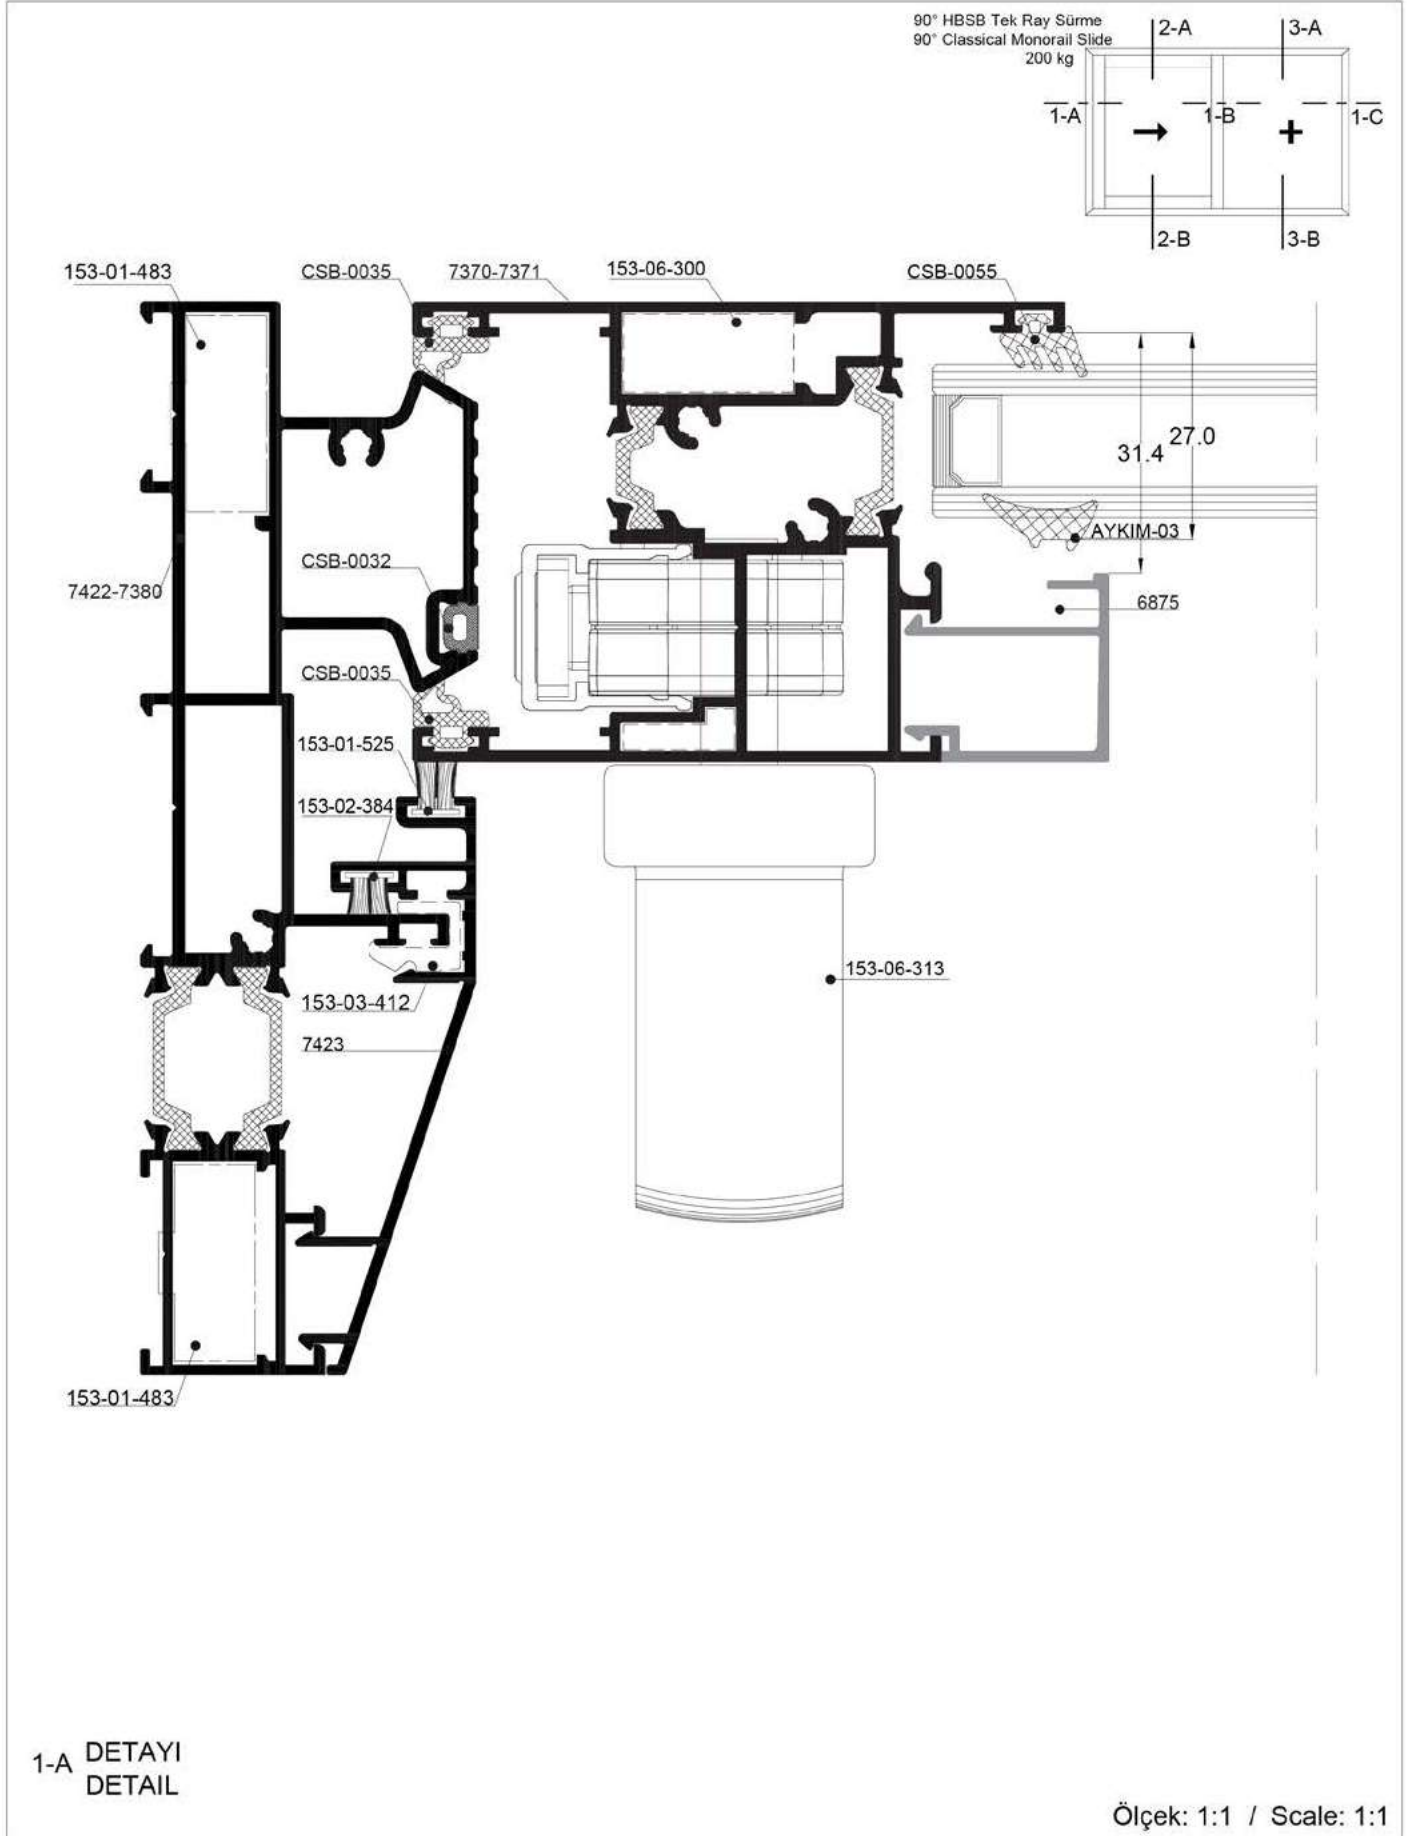 90° HBSB Tek Ray Sürme
90° Classical Monorail Slide
200 kg
2-A
3-A
1-A
1-B
1-C
2-B
3-B
153-01-483
CSB-0035
7370-7371
153-06-300
CSB-0055
27.0
31.4
AYKIM-03
CSB-0032
7422-7380
6875
CSB-0035
153-01-525
153-02-384
153-06-313
153-03-412
7423
153-01-483
1-A DETAYI
DETAIL
Ölçek: 1:1 / Scale: 1:1